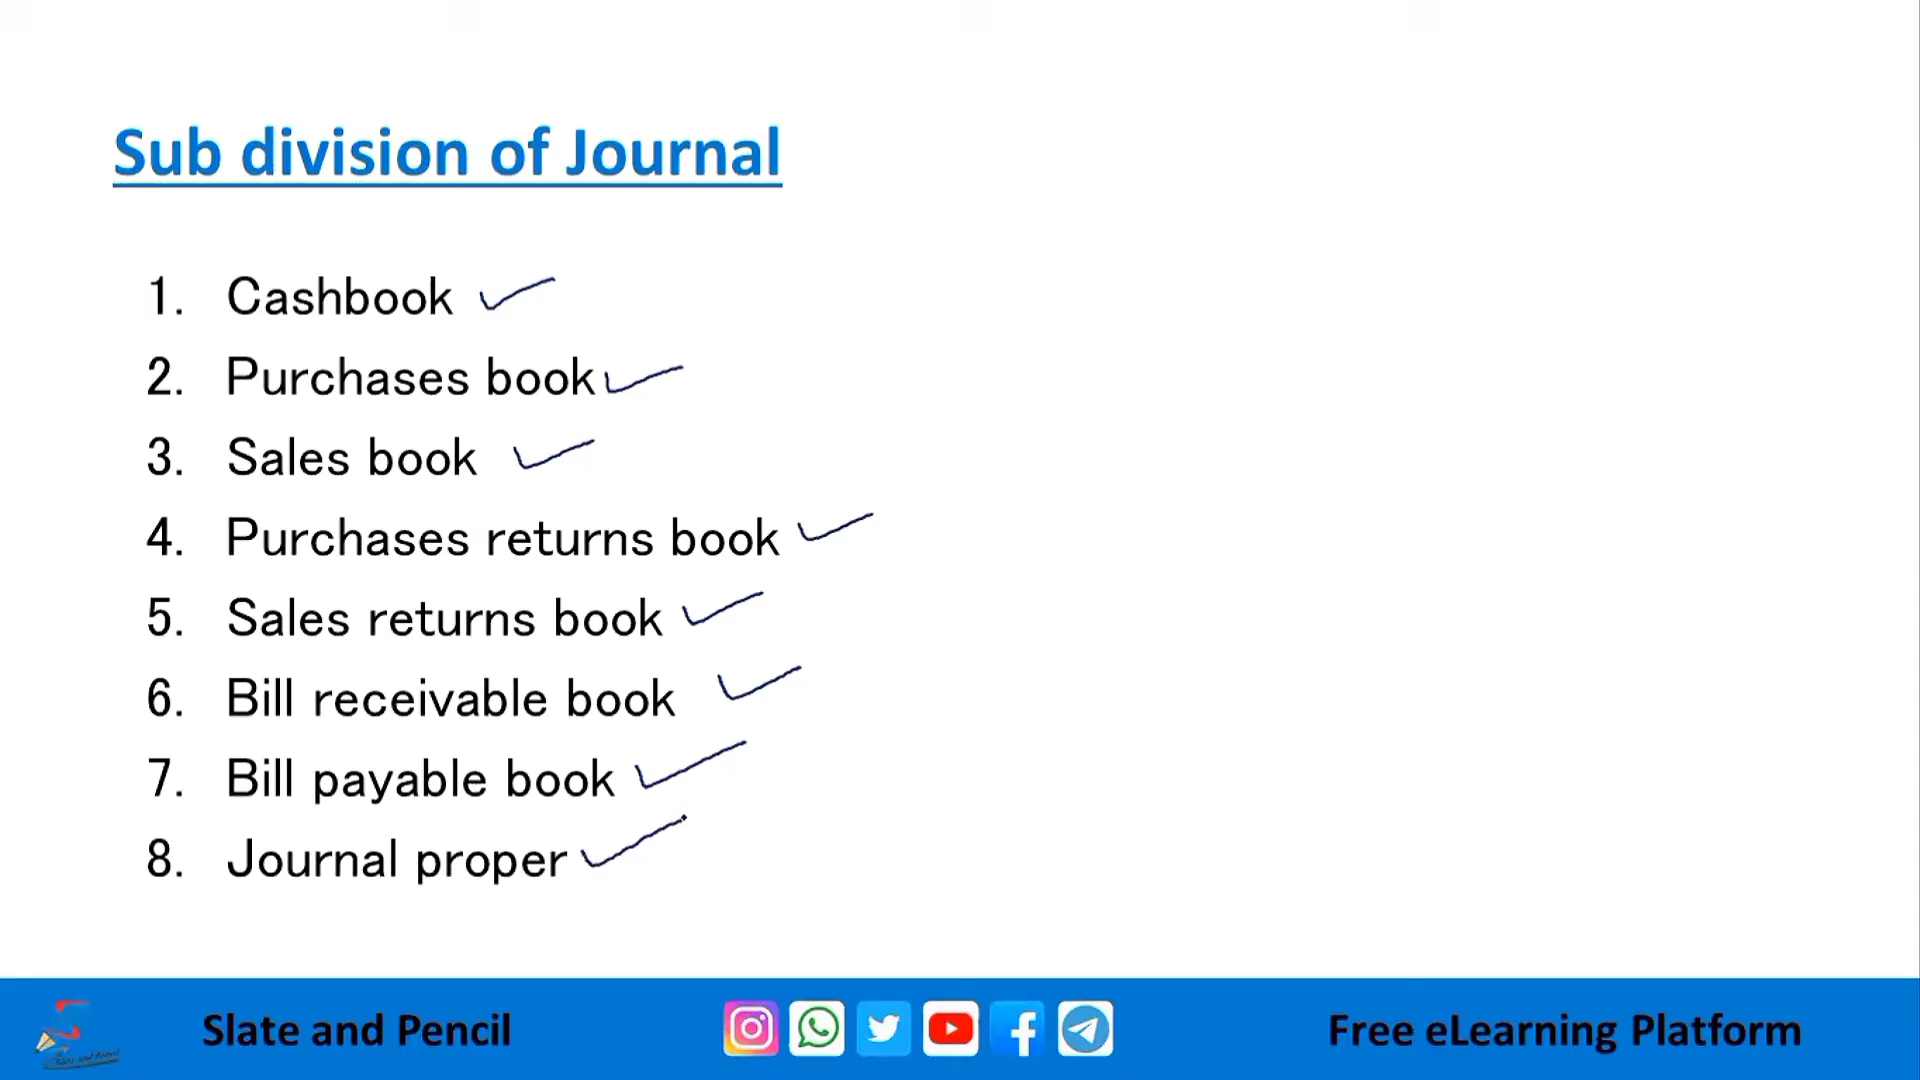 Sub division of Journal
1. Cashbook
2. Purchases book
3. Sales book
4. Purchases returns book
5. Sales returns book
6. Bill receivable book
7. Bill payable book
8. Journal proper
Slate and Pencil
Free eLearning Platform